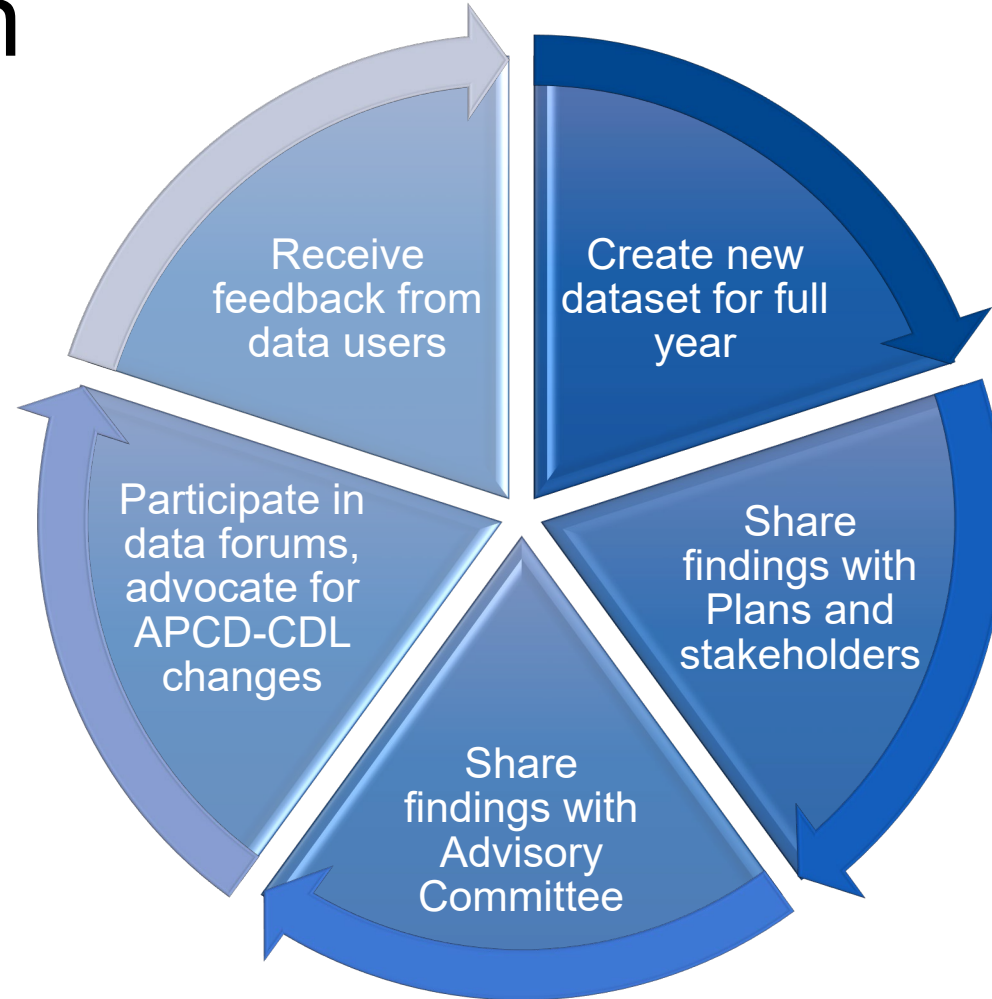 n
Create new
dataset for full
year
Share
findings with
Plans and
stakeholders
Share
findings with
Advisory
Committee
Participate in
data forums,
advocate for
APCD-CDL
changes
Receive
feedback from
data users